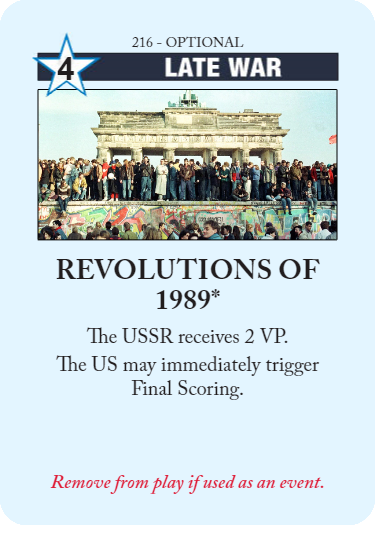 216 - OPTIONAL
4
LATE WAR
REVOLUTIONS OF
1989*
The USSR receives 2 VP.
The US may immediately trigger
Final Scoring.
Remove from play if used as an event.